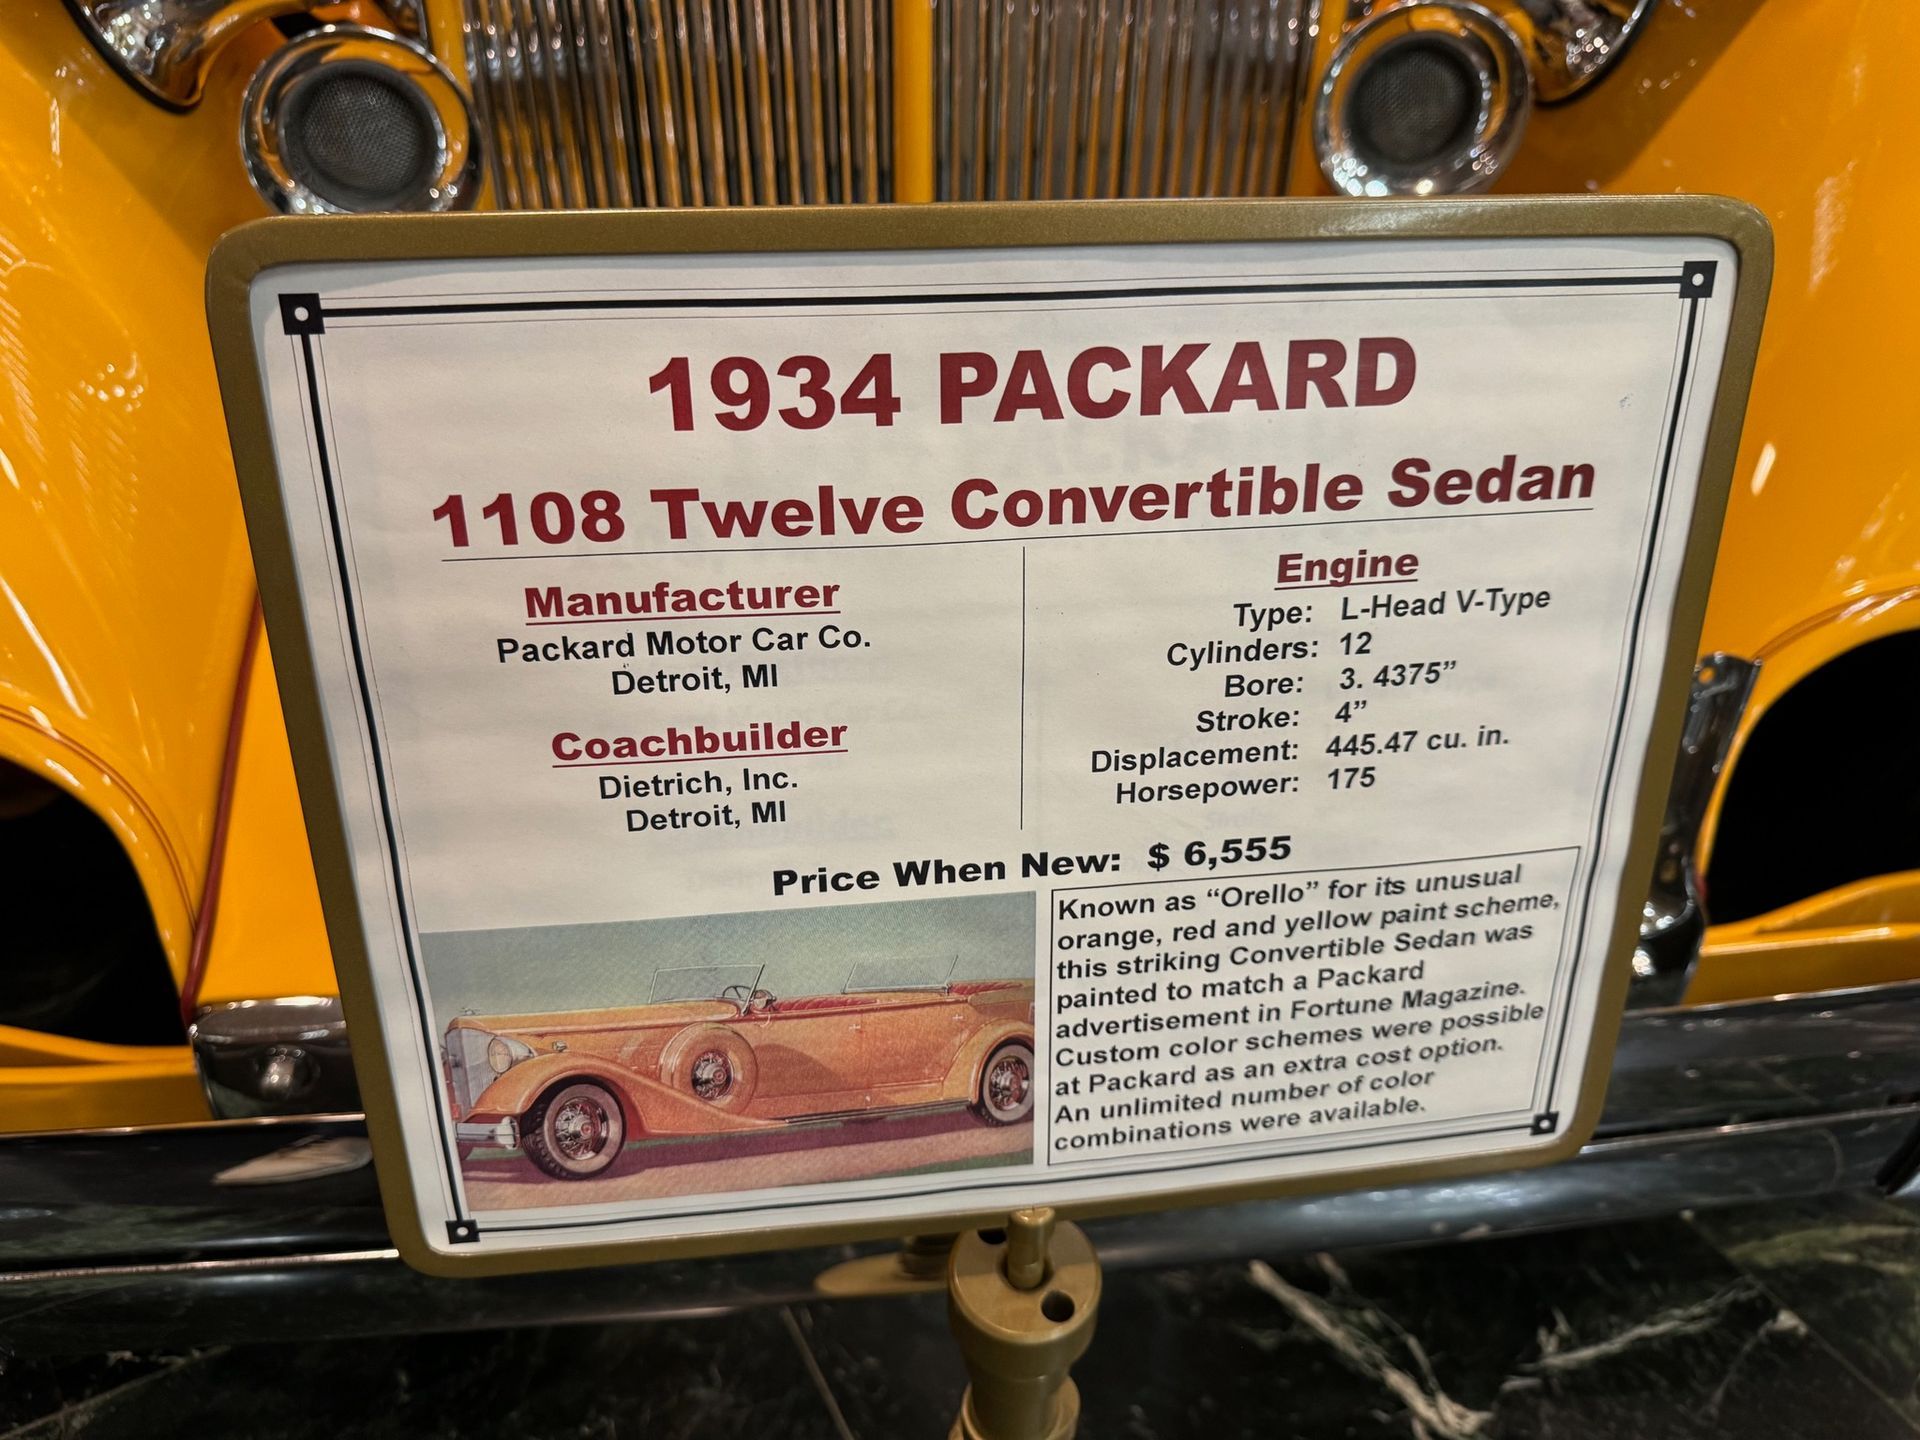 1934 PACKARD
1108 Twelve Convertible Sedan
Manufacturer
Packard Motor Car Co.
Detroit, MI
Coachbuilder
Dietrich, Inc.
Detroit, MI
Engine
Type: L-Head V-Type
Cylinders: 12
Bore: 3. 4375”
Stroke: 4”
Displacement: 445.47 cu. in.
Horsepower: 175
Price When New: $ 6,555
Known as “Orello” for its unusual
orange, red and yellow paint scheme,
this striking Convertible Sedan was
painted to match a Packard
advertisement in Fortune Magazine.
Custom color schemes were possible
at Packard as an extra cost option.
An unlimited number of color
combinations were available.